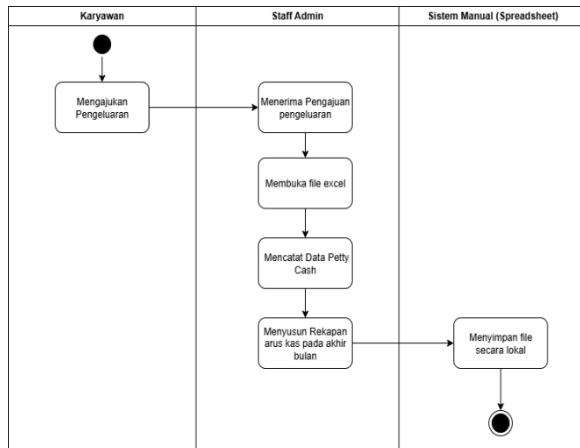 Karyawan
Staff Admin
Sistem Manual (Spreadsheet)
Mengajukan
Pengeluaran
Menerima Pengajuan
pengeluaran
Membuka file excel
Mencatat Data Petty
Cash
Menyusun Rekapan
arus kas pada akhir
bulan
Menyimpan file
secara lokal